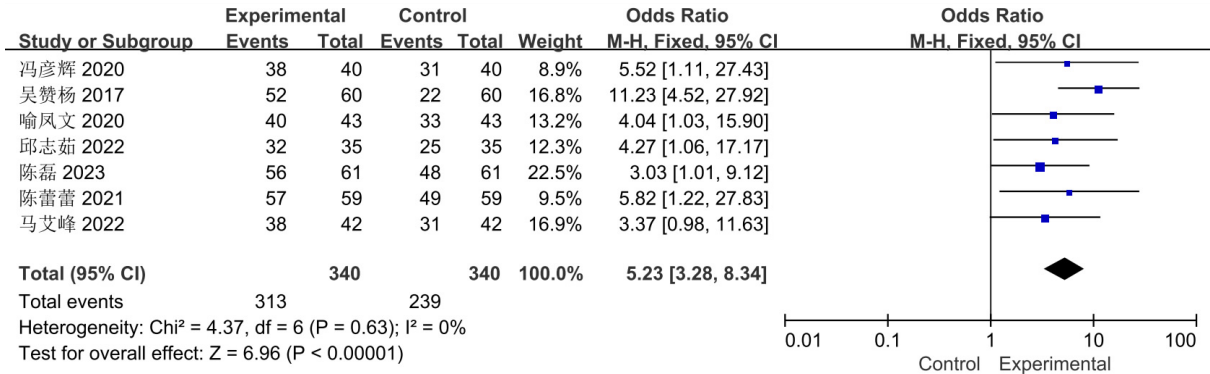 Experimental Control Odds Ratio Odds Ratio
Study or Subgroup Events Total Events Total Weight M-H, Fixed, 95% CI M-H, Fixed, 95% CI
冯彦辉 2020 38 40 31 40 8.9% 5.52 [1.11, 27.43]
吴赞杨 2017 52 60 22 60 16.8% 11.23 [4.52, 27.92]
喻凤文 2020 40 43 33 43 13.2% 4.04 [1.03, 15.90]
邱志茹 2022 32 35 25 35 12.3% 4.27 [1.06, 17.17]
陈磊 2023 56 61 48 61 22.5% 3.03 [1.01, 9.12]
陈蕾蕾 2021 57 59 49 59 9.5% 5.82 [1.22, 27.83]
马艾峰 2022 38 42 31 42 16.9% 3.37 [0.98, 11.63]
Total (95% CI) 340 340 100.0% 5.23 [3.28, 8.34]
Total events 313 239
Heterogeneity: Chi² = 4.37, df = 6 (P = 0.63); I² = 0%
Test for overall effect: Z = 6.96 (P < 0.00001)
0.01 0.1 1 10 100
Control Experimental